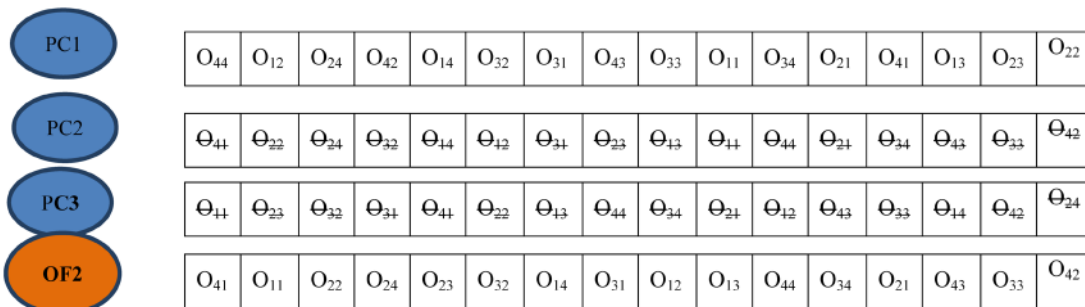 PC1 O₄₄ O₁₂ O₂₄ O₄₂ O₁₄ O₃₂ O₃₁ O₄₃ O₃₃ O₁₁ O₃₄ O₂₁ O₄₁ O₁₃ O₂₃ O₂₂
PC2 O₄₁ O₂₂ O₂₄ O₃₂ O₁₄ O₁₂ O₃₁ O₂₃ O₁₃ O₁₁ O₄₄ O₂₁ O₃₄ O₄₃ O₃₃ O₄₂
PC3 O₁₁ O₂₃ O₃₂ O₃₁ O₄₁ O₂₂ O₁₃ O₄₄ O₃₄ O₂₁ O₁₂ O₄₃ O₃₃ O₁₄ O₄₂ O₂₄
OF2 O₄₁ O₁₁ O₂₂ O₂₄ O₂₃ O₃₂ O₁₄ O₃₁ O₁₂ O₁₃ O₄₄ O₃₄ O₂₁ O₄₃ O₃₃ O₄₂